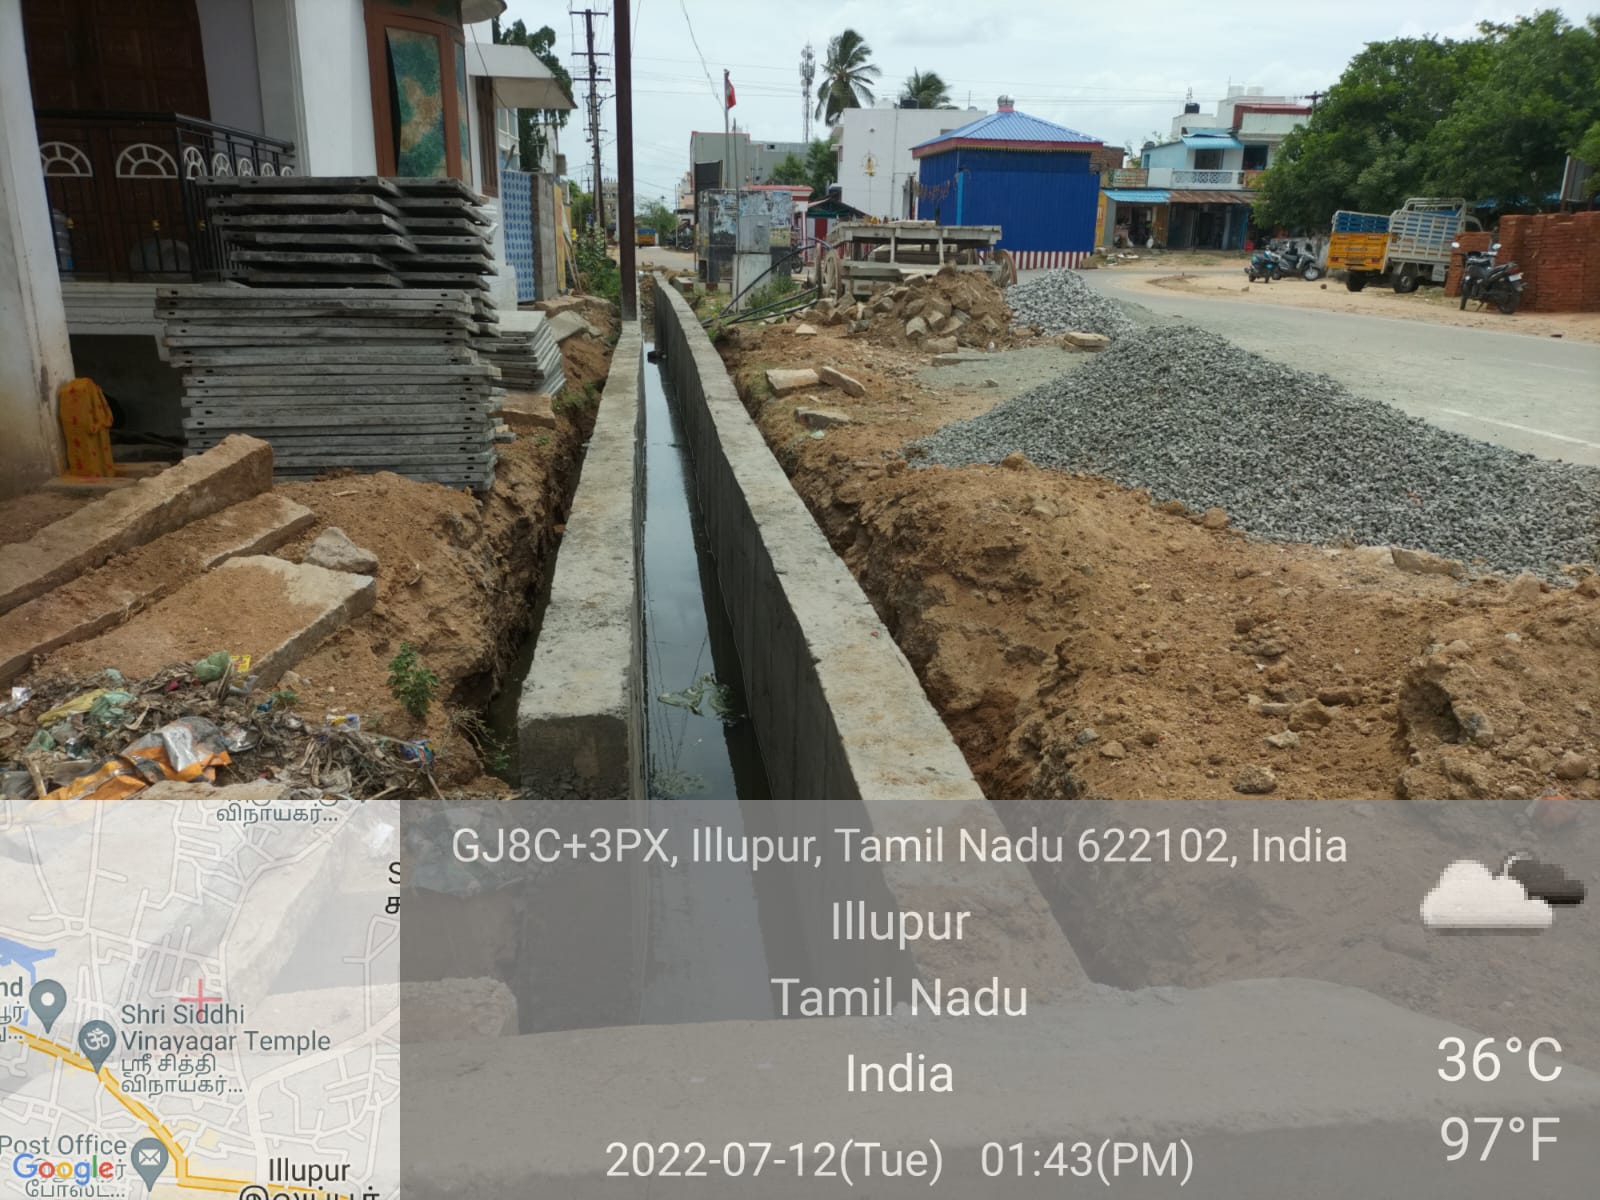 விநாயகர்...
GJ8C+3PX, Illupur, Tamil Nadu 622102, India
Illupur
Tamil Nadu
India
2022-07-12(Tue) 01:43(PM)
36°C
97°F
Shri Siddhi
Vinayagar Temple
ஸ்ரீ சித்தி
விநாயகர்...
Post Office
போஸ்ட்...
Google
Illupur